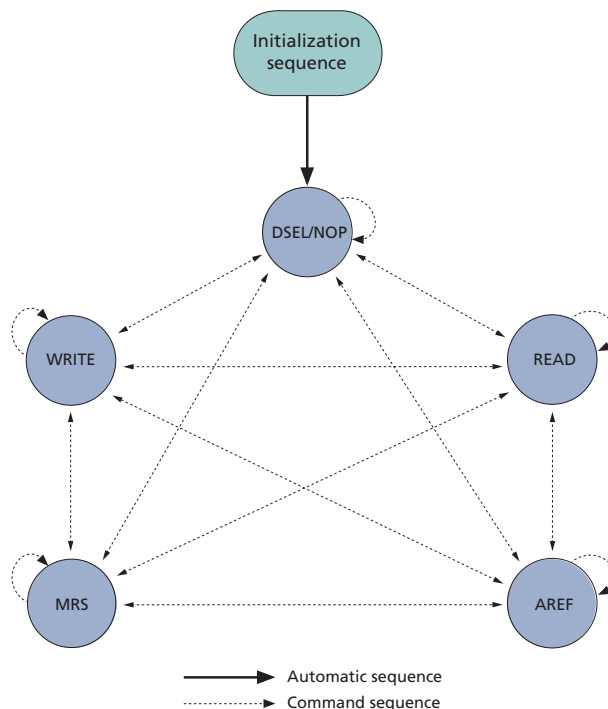 Initialization
sequence
DSEL/NOP
WRITE
READ
MRS
AREF
Automatic sequence
Command sequence